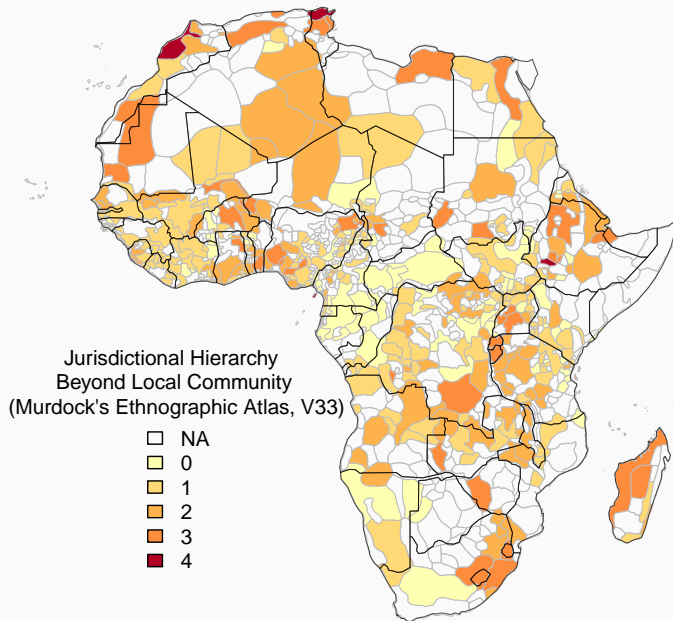 Jurisdictional Hierarchy
Beyond Local Community
(Murdock's Ethnographic Atlas, V33)
NA
0
1
2
3
4